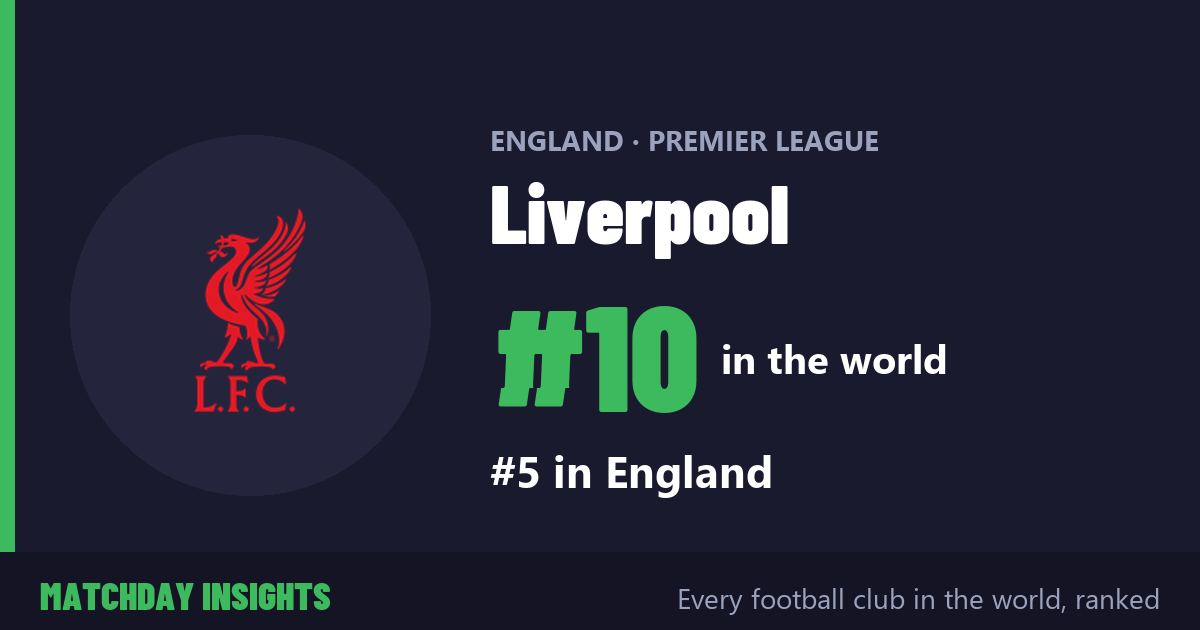 ENGLAND · PREMIER LEAGUE
Liverpool
L.F.C.
#10 in the world
#5 in England
MATCHDAY INSIGHTS
Every football club in the world, ranked